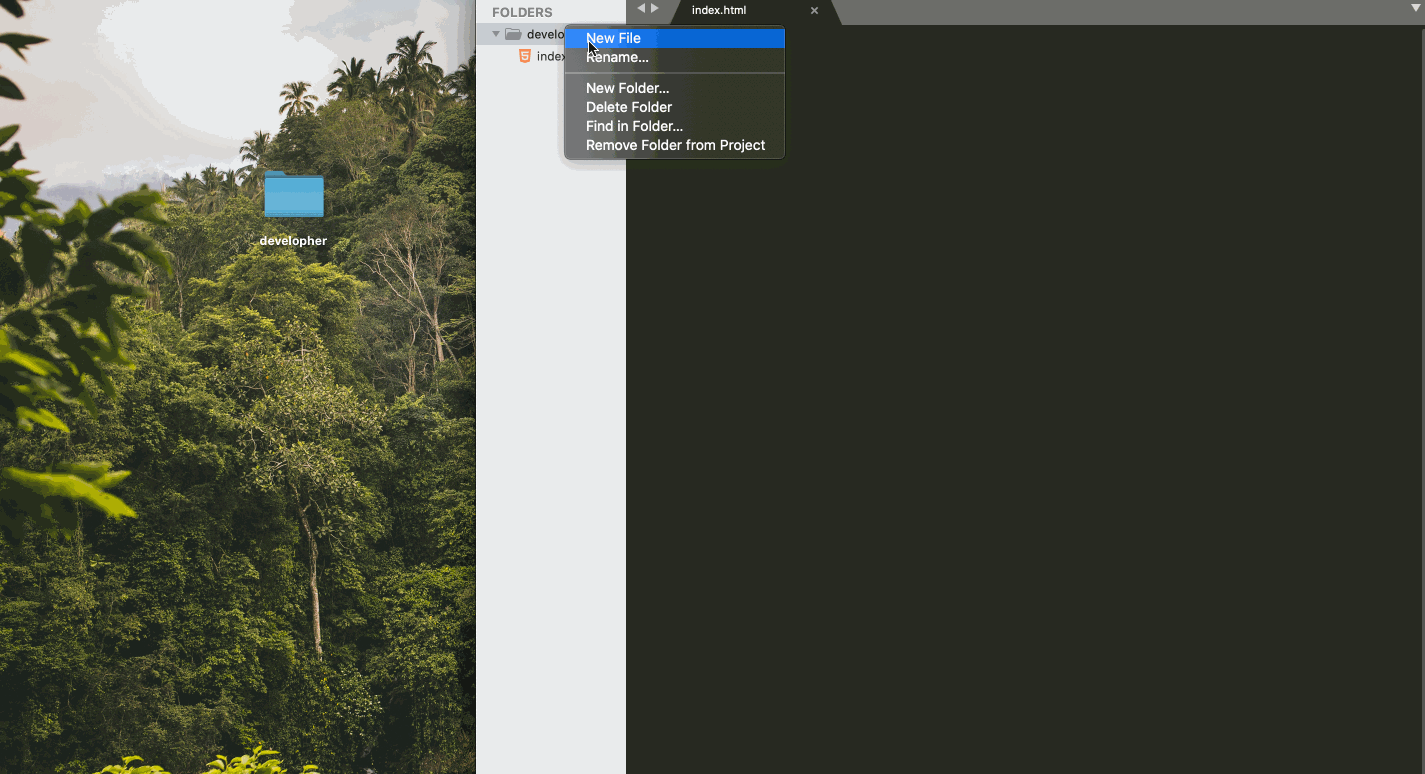 FOLDERS
index.html
develo
New File
index
Rename...
New Folder...
Delete Folder
Find in Folder...
Remove Folder from Project
developher